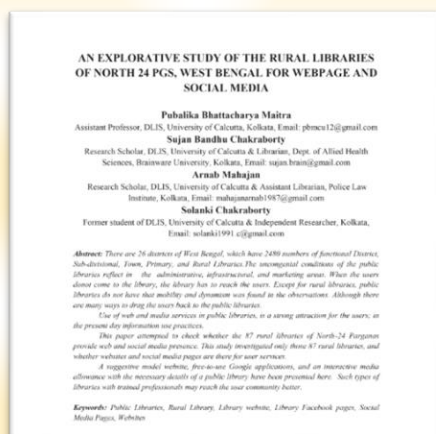 AN EXPLORATIVE STUDY OF THE RURAL LIBRARIES
OF NORTH 24 PGS, WEST BENGAL FOR WEBPAGE AND
SOCIAL MEDIA
Pubalika Bhattacharya Maitra
Assistant Professor, DLIS, University of Calcutta, Kolkata, Email: pbmcu12@gmail.com
Sujan Bandhu Chakraborty
Research Scholar, DLIS, University of Calcutta & Librarian, Dept. of Allied Health
Sciences, Brainware University, Kolkata, Email: sujan.brain@gmail.com
Arnab Mahajan
Research Scholar, DLIS, University of Calcutta & Assistant Librarian, Police Law
Institute, Kolkata, Email: mahajanarnab1987@gmail.com
Solanki Chakraborty
Former student of DLIS, University of Calcutta & Independent Researcher, Kolkata,
Email: solanki1991.c@gmail.com
Abstract: There are 26 districts of West Bengal, which have 2480 numbers of functional District,
Sub-divisional, Town, Primary, and Rural Libraries.The uncongenial conditions of the public
libraries reflect in the administrative, infrastructural, and marketing areas. When the users
donot come to the library, the library has to reach the users. Except for rural libraries, public
libraries do not have that mobility and dynamism was found in the observations. Although there
are many ways to drag the users back to the public libraries.
Use of web and media services in public libraries, is a strong attraction for the users, in
the present day information use practices.
This paper attempted to check whether the 87 rural libraries of North-24 Parganas
provide web and social media presence. This study investigated only those 87 rural libraries, and
whether websites and social media pages are there for user services.
A suggestive model website, free-to-use Google applications, and an interactive media
allowance with the necessary details of a public library have been presented here. Such types of
libraries with trained professionals may reach the user community better.
Keywords: Public Libraries, Rural Library, Library website, Library Facebook pages, Social
Media Pages, Websites